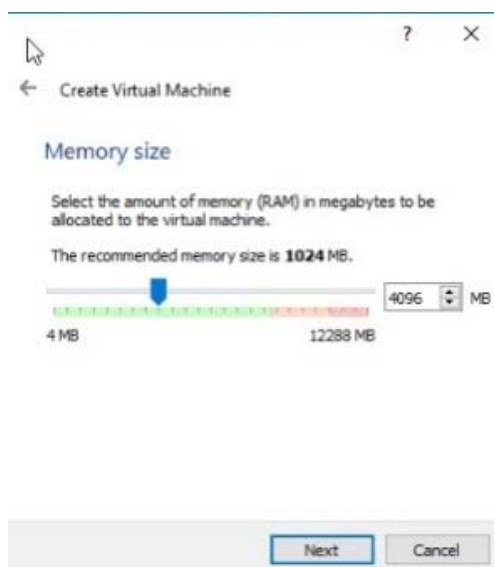 ?
Create Virtual Machine
Memory size
Select the amount of memory (RAM) in megabytes to be
allocated to the virtual machine.
The recommended memory size is 1024 MB.
4096 MB
4 MB 12288 MB
Next Cancel